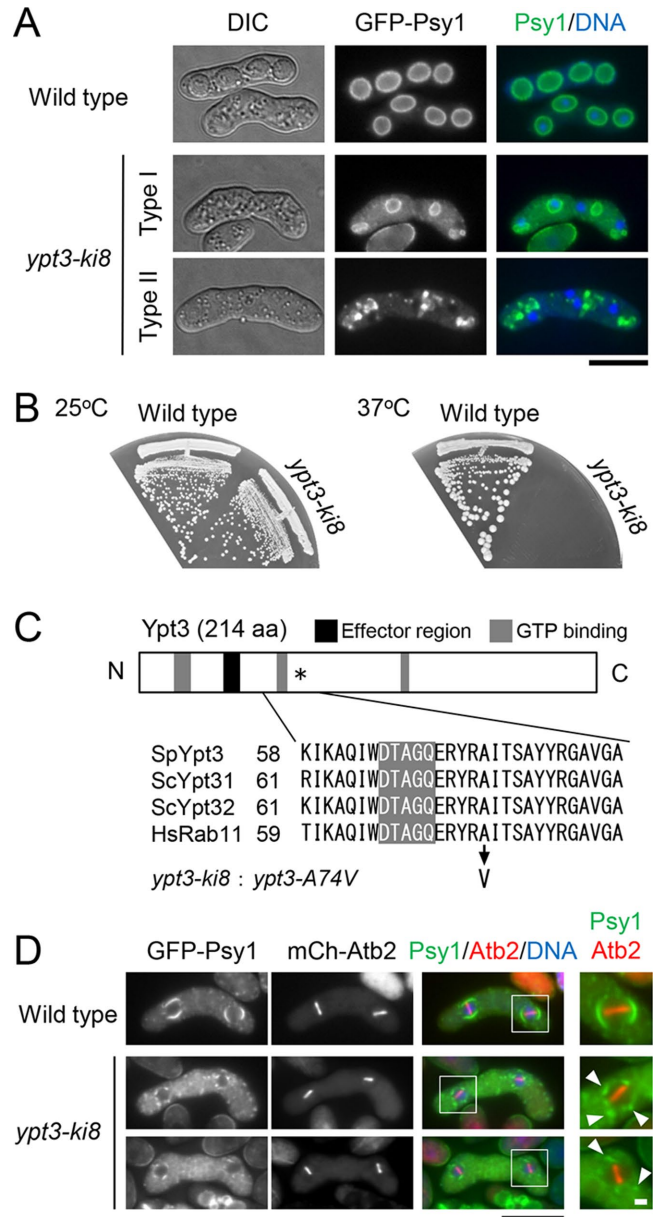 A
DIC GFP-Psy1 Psy1/DNA
Wild type
ypt3-ki8
Type I
Type II
B
25°C Wild type
ypt3-ki8
37°C Wild type
ypt3-ki8
C
Ypt3 (214 aa) Effector region GTP binding
N * C
SpYpt3 58 KIKAQIWDTAGQERYRAITSAYYRGAVGA
ScYpt31 61 RIKAQIWDTAGQERYRAITSAYYRGAVGA
ScYpt32 61 KIKAQIWDTAGQERYRAITSAYYRGAVGA
HsRab11 59 TIKAQIWDTAGQERYRAITSAYYRGAVGA
ypt3-ki8 : ypt3-A74V V
D
GFP-Psy1 mCh-Atb2 Psy1/Atb2/DNA Psy1
Atb2
Wild type
ypt3-ki8